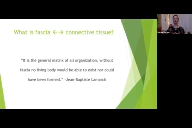 What is fascia ←→ connective tissue?
"It is the general matrix of all organization, without
fascia no living body would be able to exist nor could
have been formed." Jean-Baptiste Lamarck